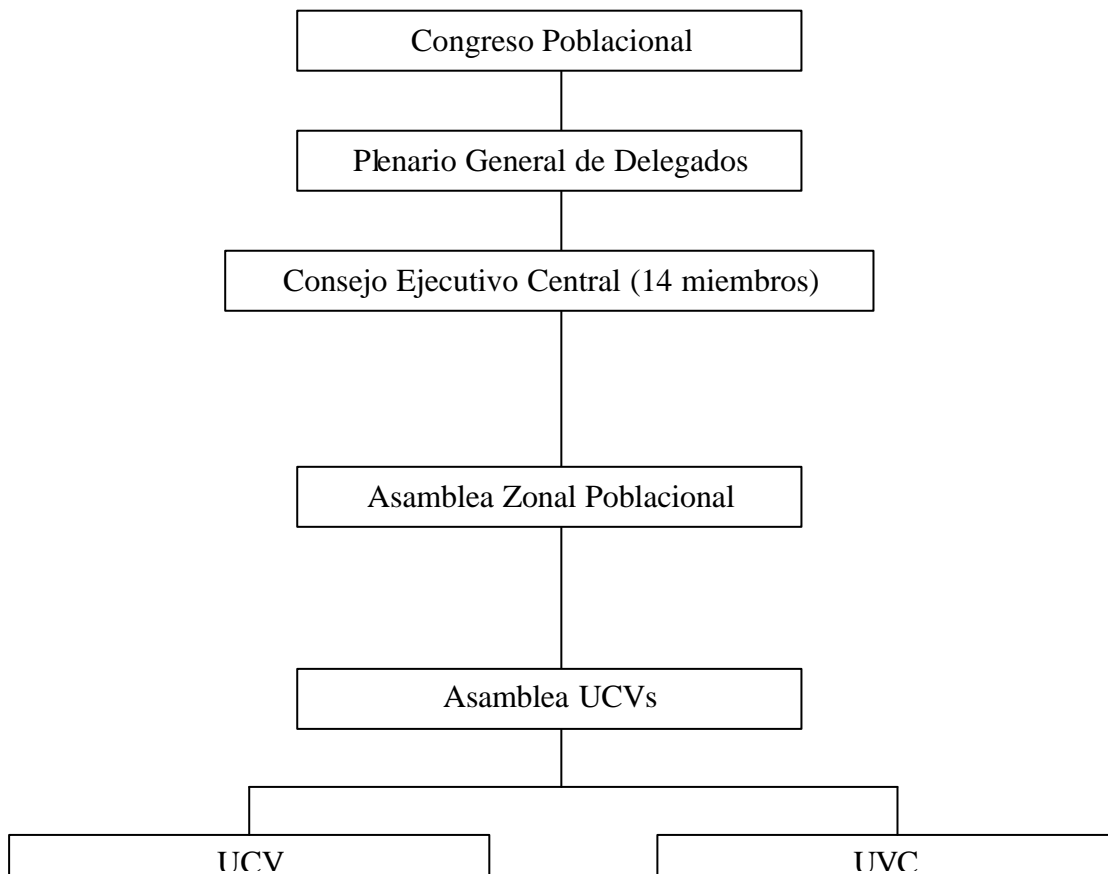 Congreso Poblacional
Plenario General de Delegados
Consejo Ejecutivo Central (14 miembros)
Asamblea Zonal Poblacional
Asamblea UCVs
UCV
UVC